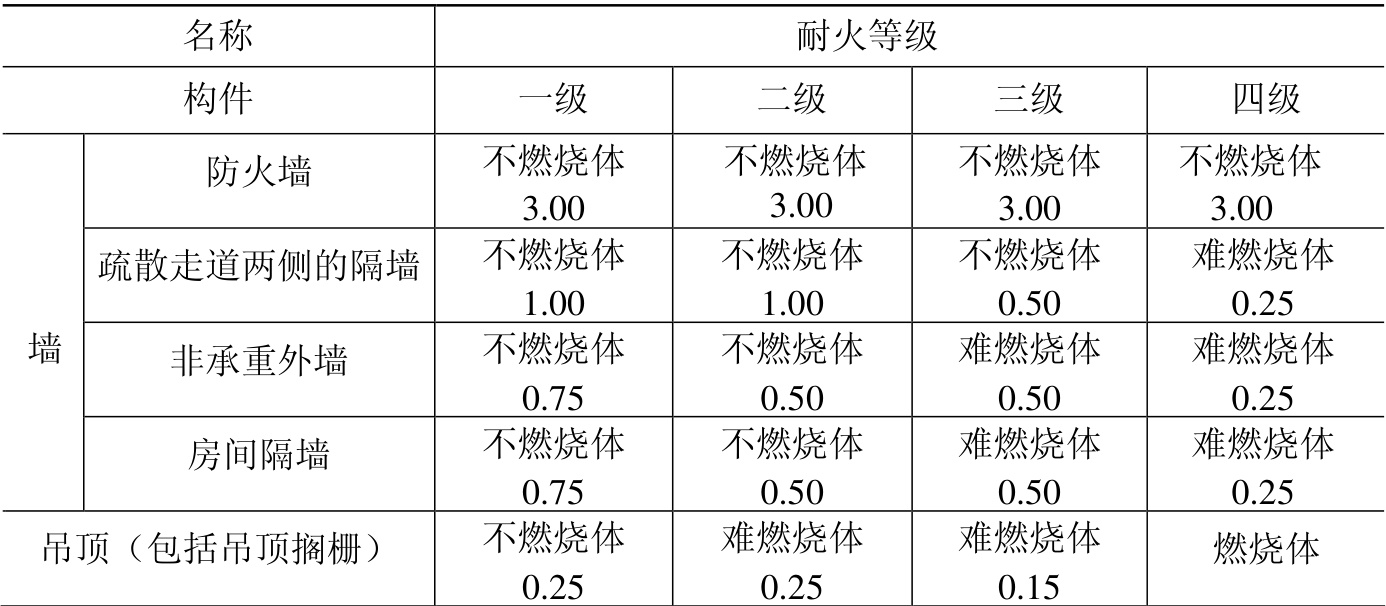 名称 耐火等级
构件 一级 二级 三级 四级
墙
防火墙 不燃烧体 不燃烧体 不燃烧体 不燃烧体
3.00 3.00 3.00 3.00
疏散走道两侧的隔墙 不燃烧体 不燃烧体 不燃烧体 难燃烧体
1.00 1.00 0.50 0.25
非承重外墙 不燃烧体 不燃烧体 难燃烧体 难燃烧体
0.75 0.50 0.50 0.25
房间隔墙 不燃烧体 不燃烧体 难燃烧体 难燃烧体
0.75 0.50 0.50 0.25
吊顶（包括吊顶搁栅） 不燃烧体 难燃烧体 难燃烧体 燃烧体
0.25 0.25 0.15